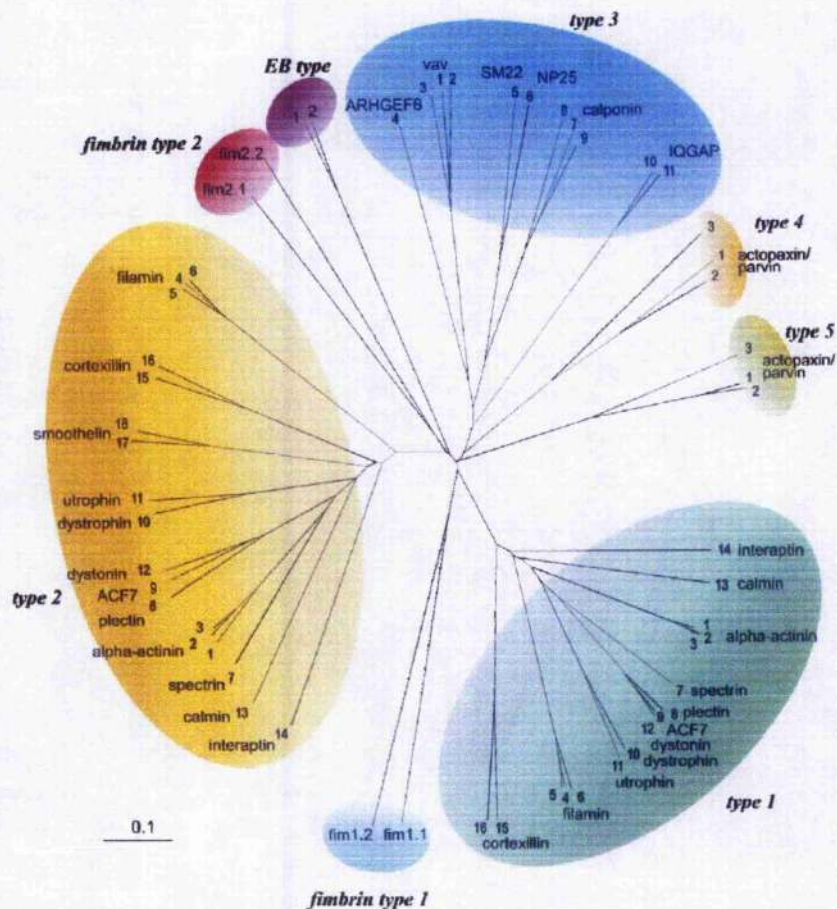 type 3
EB type
vav
3 1 2
SM22
5
NP25
6
ARHGEF6
4
8 calponin
7
9
IQGAP
10 11
1 2
fimbrin type 2
fim2.2
fim2.1
type 4
3
1 actopaxin/
parvin
2
type 5
3
actopaxin/
parvin
1
2
filamin 4 6
5
cortexillin 16
15
smoothelin 18
17
utrophin 11
dystrophin 10
dystonin 12
ACF7 9
plectin 8
type 2
3
alpha-actinin 2 1
spectrin 7
calmin 13
interaptin 14
14 interaptin
13 calmin
1
2 alpha-actinin
3
7 spectrin
9 8 plectin
12 ACF7
dystonin
10 dystrophin
11
utrophin
type 1
5 4 6
filamin
16 15
cortexillin
0.1
fim1.2 fim1.1
fimbrin type 1